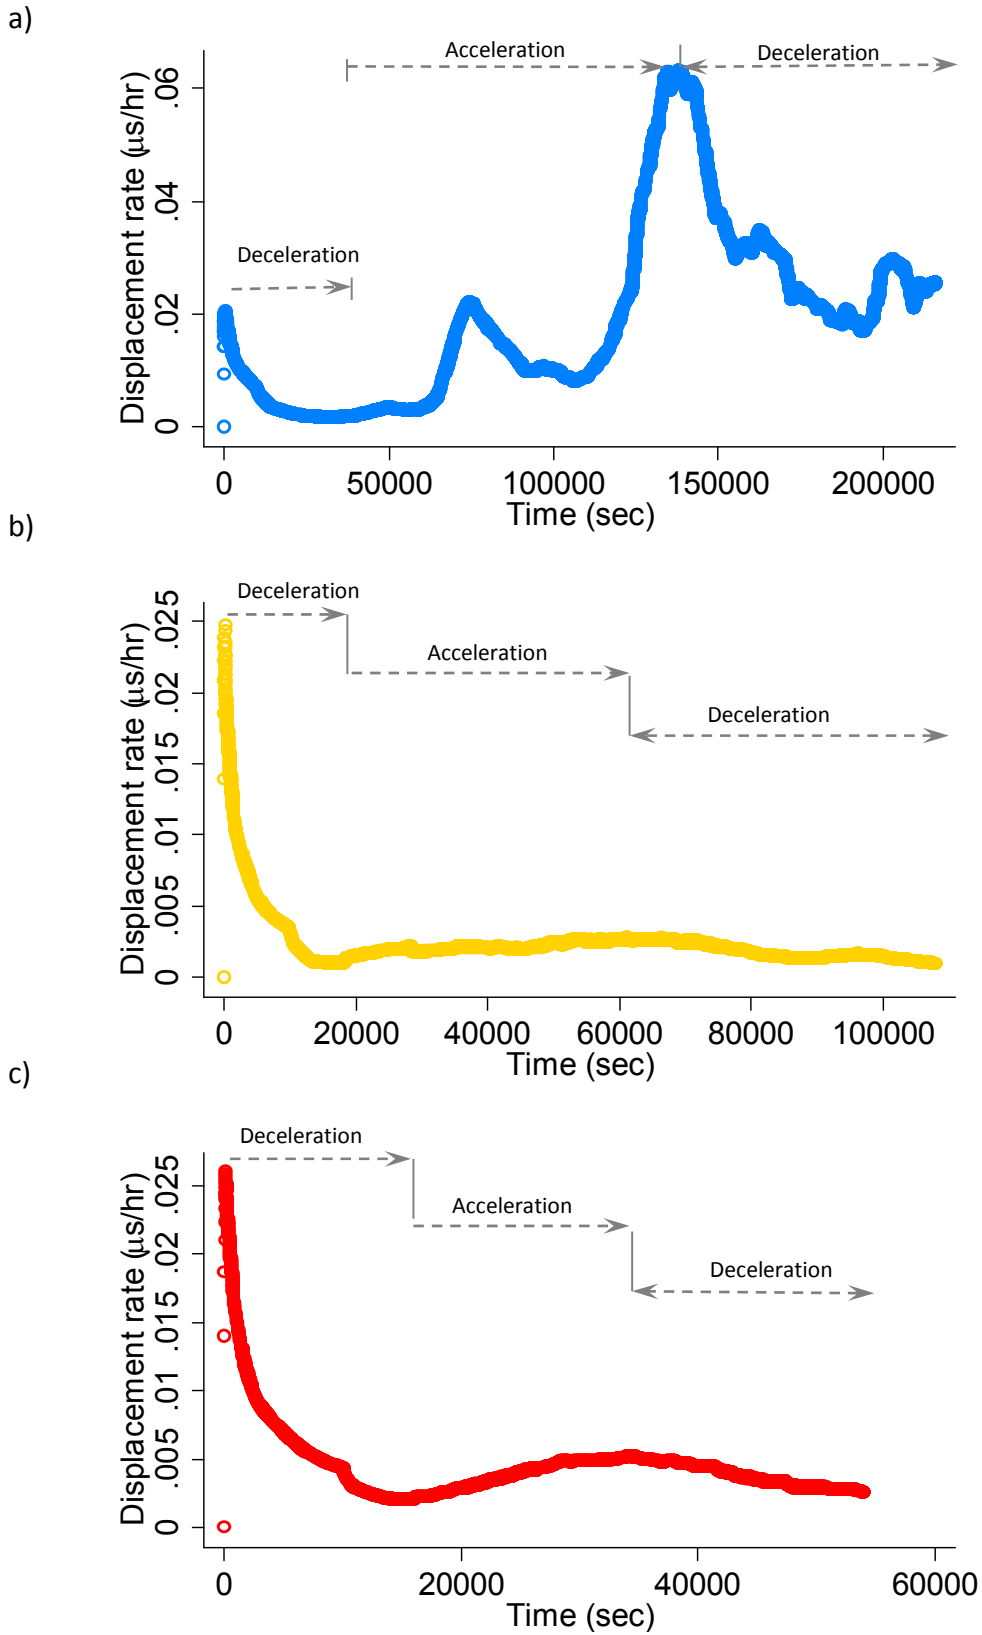 a)
Acceleration
Deceleration
Deceleration
Displacement rate (μs/hr)
.06
.04
.02
0
0 50000 100000 150000 200000
Time (sec)
b)
Deceleration
Acceleration
Deceleration
Displacement rate (μs/hr)
.025
.02
.015
.01
.005
0
0 20000 40000 60000 80000 100000
Time (sec)
c)
Deceleration
Acceleration
Deceleration
Displacement rate (μs/hr)
.025
.02
.015
.01
.005
0
0 20000 40000 60000
Time (sec)